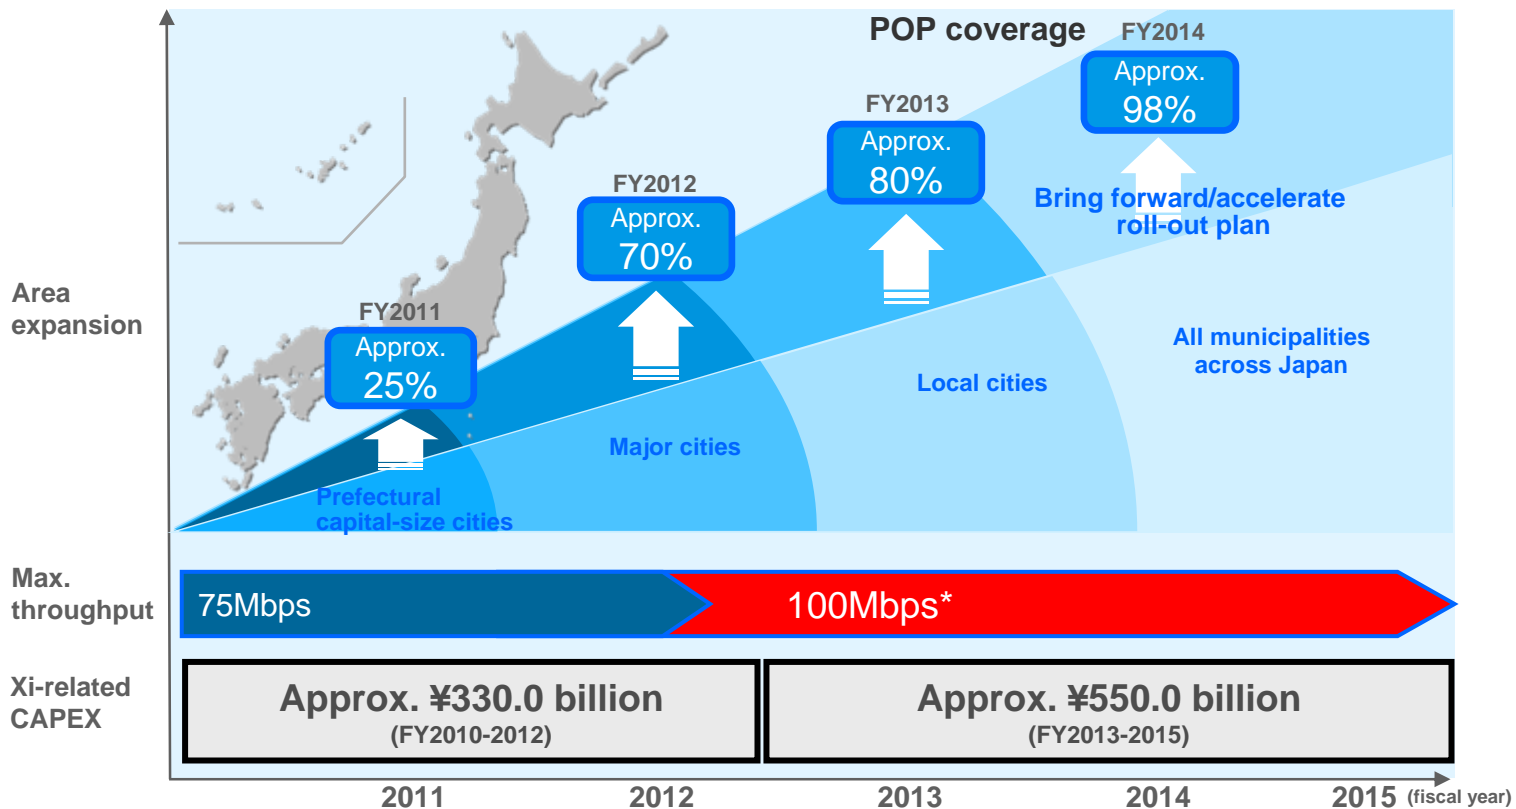 POP coverage
FY2014
Approx.
98%
FY2013
Approx.
80%
FY2012
Approx.
70%
FY2011
Approx.
25%
Bring forward/accelerate
roll-out plan
Area
expansion
All municipalities
across Japan
Local cities
Major cities
Prefectural
capital-size cities
Max.
throughput
75Mbps
100Mbps*
Xi-related
CAPEX
Approx. ¥330.0 billion
(FY2010-2012)
Approx. ¥550.0 billion
(FY2013-2015)
2011 2012 2013 2014 2015 (fiscal year)